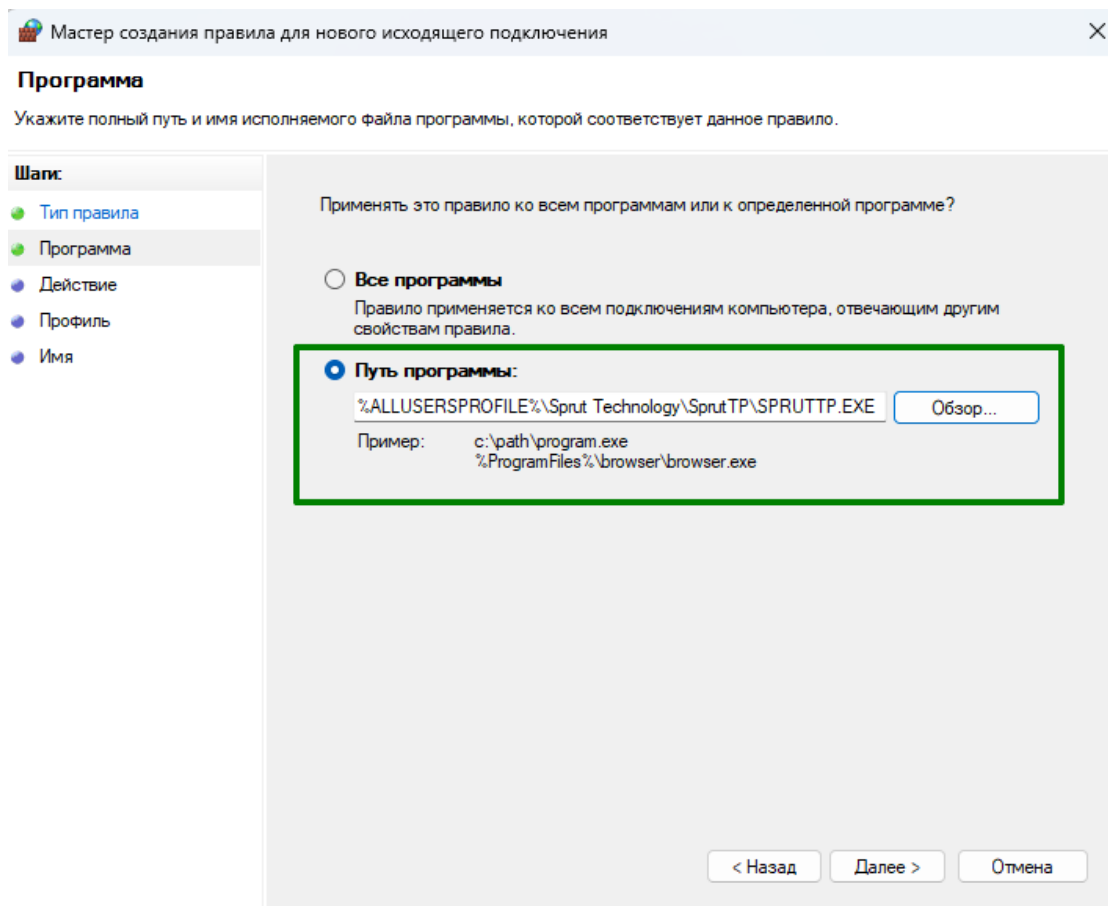 Мастер создания правила для нового исходящего подключения
Программа
Укажите полный путь и имя исполняемого файла программы, которой соответствует данное правило.
Шаги:
Тип правила
Программа
Действие
Профиль
Имя
Применять это правило ко всем программам или к определенной программе?
Все программы
Правило применяется ко всем подключениям компьютера, отвечающим другим
свойствам правила.
Путь программы:
%ALLUSERSPROFILE%\Sprut Technology\SprutTP\SPRUTTP.EXE
Обзор...
Пример: c:\path\program.exe
%ProgramFiles%\browser\browser.exe
< Назад Далее > Отмена